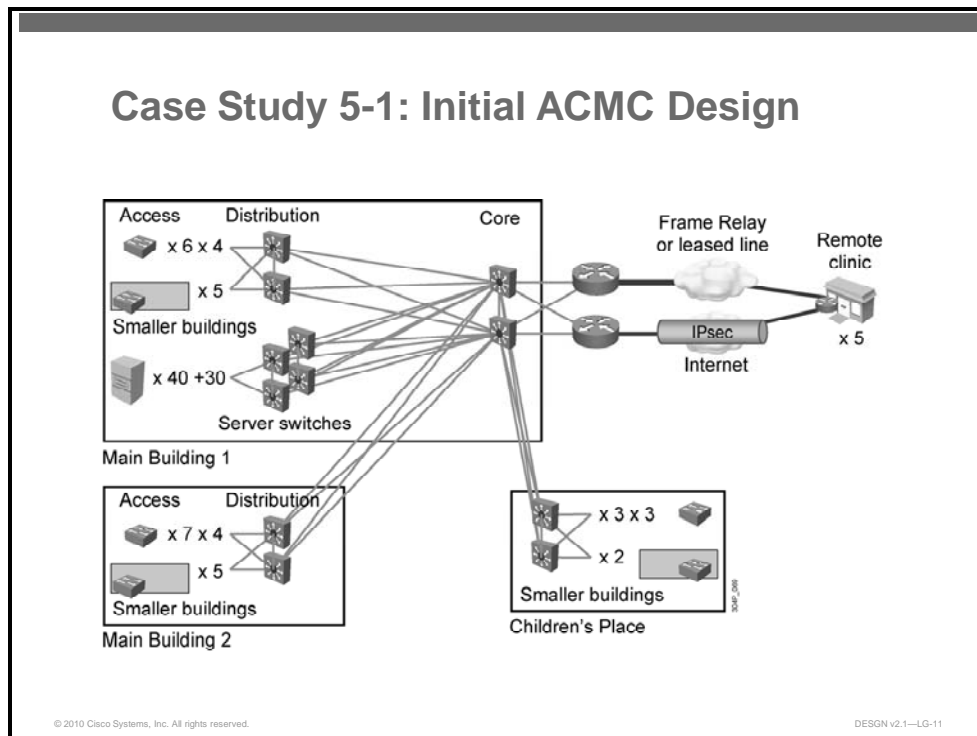 Case Study 5-1: Initial ACMC Design
Access
Distribution
Core
x 6 x 4
x 5
Smaller buildings
x 40 +30
Server switches
Main Building 1
Frame Relay
or leased line
Remote
clinic
IPsec
Internet
x 5
Access
Distribution
x 7 x 4
x 5
Smaller buildings
Main Building 2
x 3 x 3
x 2
Smaller buildings
Children's Place
© 2010 Cisco Systems, Inc. All rights reserved.
DESGN v2.1—LG-11